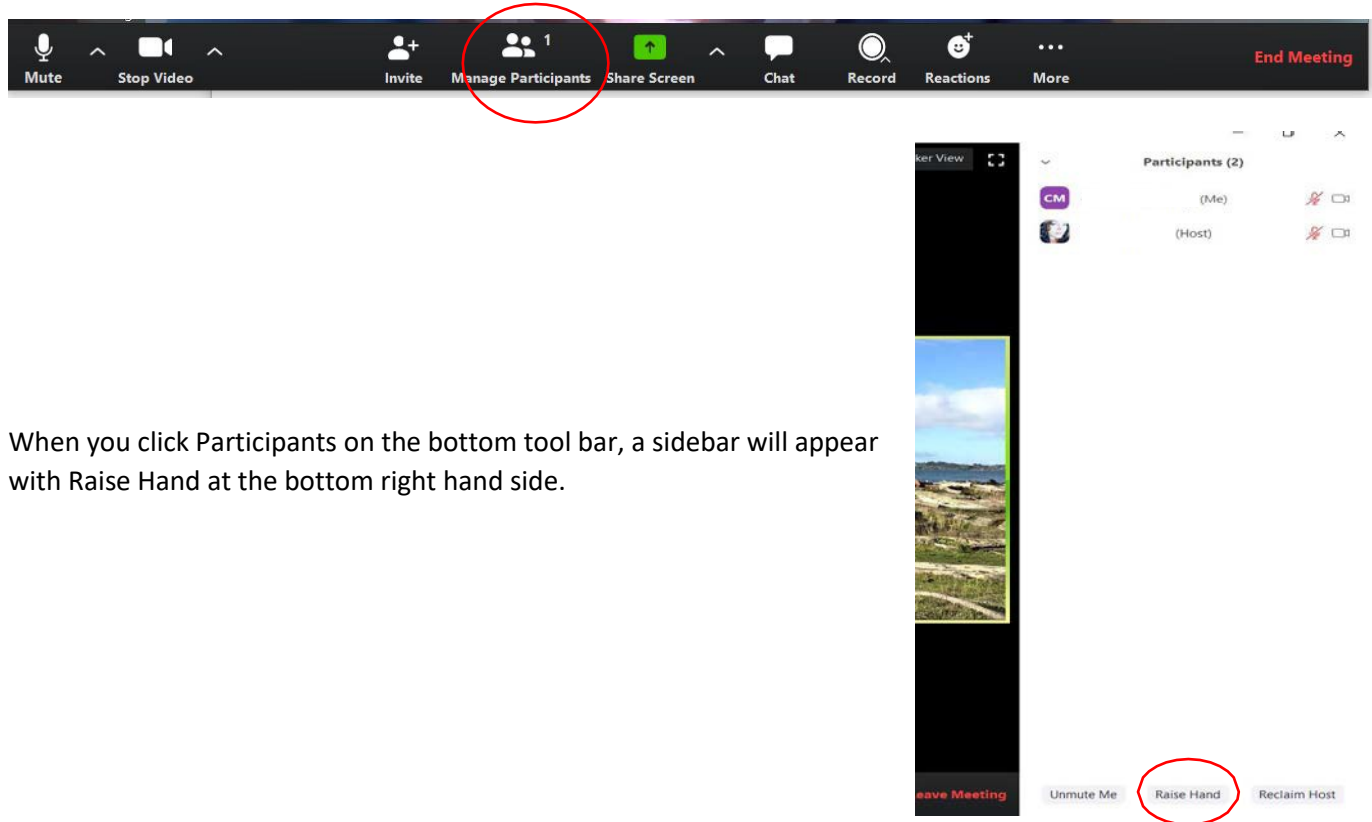 1
Mute Stop Video Invite Manage Participants Share Screen Chat Record Reactions More End Meeting
ker View Participants (2)
CM (Me)
(Host)
When you click Participants on the bottom tool bar, a sidebar will appear
with Raise Hand at the bottom right hand side.
eave Meeting Unmute Me Raise Hand Reclaim Host